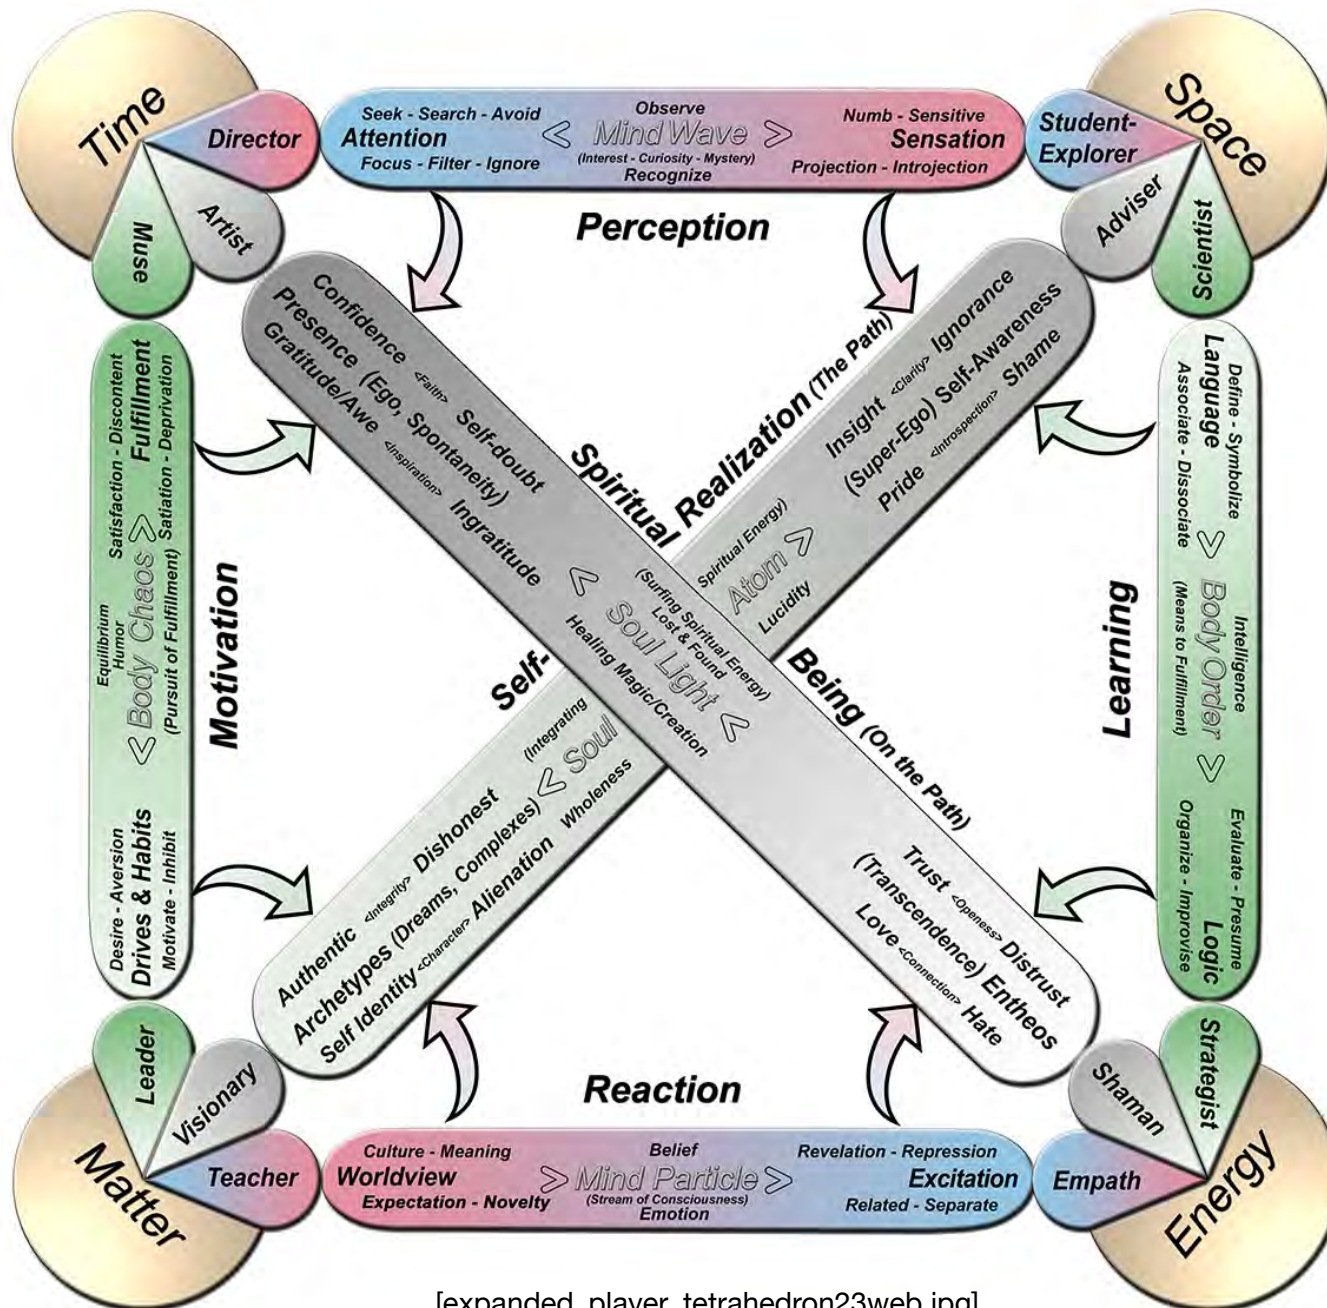 Time
Director
Artist
Muse
Seek - Search - Avoid
Attention
Focus - Filter - Ignore
Observe
< Mind Wave >
(Interest - Curiosity - Mystery)
Recognize
Numb - Sensitive
Sensation
Projection - Introjection
Space
Student-
Explorer
Adviser
Scientist
Perception
Confidence <Faith> Self-doubt
Presence (Ego, Spontaneity)
Gratitude/Awe <Inspiration> Ingratitude
Spiritual
Being (On the Path)
(Surfing Spiritual Energy)
Lost & Found
< Soul Light <
Healing Magic/Creation
Trust <Openess> Distrust
(Transcendence) Entheos
Love <Connection> Hate
Self-
Realization (The Path)
Insight <Clarity> Ignorance
(Super-Ego) Self-Awareness
Pride <Introspection> Shame
(Integrating
Spiritual Energy)
< Soul
Atom >
Wholeness
Lucidity
Authentic <Integrity> Dishonest
Archetypes (Dreams, Complexes)
Self Identity <Character> Alienation
Satisfaction - Discontent
Fulfillment
Satiation - Deprivation
Equilibrium
Humor
< Body Chaos >
(Pursuit of Fulfillment)
Desire - Aversion
Drives & Habits
Motivate - Inhibit
Motivation
Define - Symbolize
Language
Associate - Dissociate
Intelligence
> Body Order >
(Means to Fulfillment)
Evaluate - Presume
Logic
Organize - Improvise
Learning
Reaction
Leader
Visionary
Teacher
Matter
Culture - Meaning
Worldview
Expectation - Novelty
Belief
> Mind Particle >
(Stream of Consciousness)
Emotion
Revelation - Repression
Excitation
Related - Separate
Strategist
Shaman
Empath
Energy
[expanded_player_tetrahedron23web.jpg]